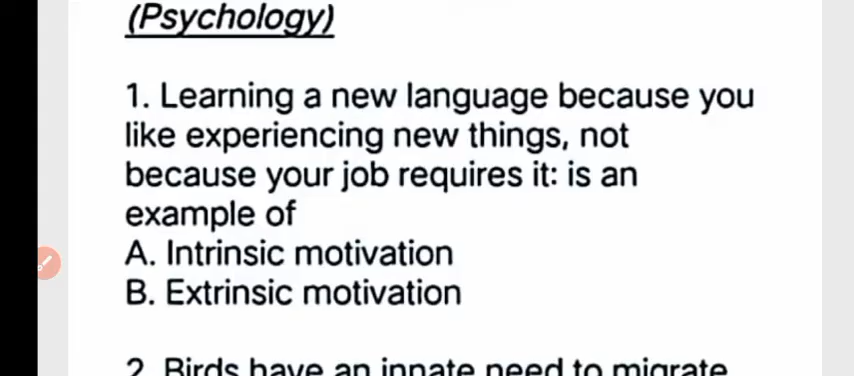 (Psychology)
1. Learning a new language because you
like experiencing new things, not
because your job requires it: is an
example of
A. Intrinsic motivation
B. Extrinsic motivation
2. Birds have an innate need to migrate